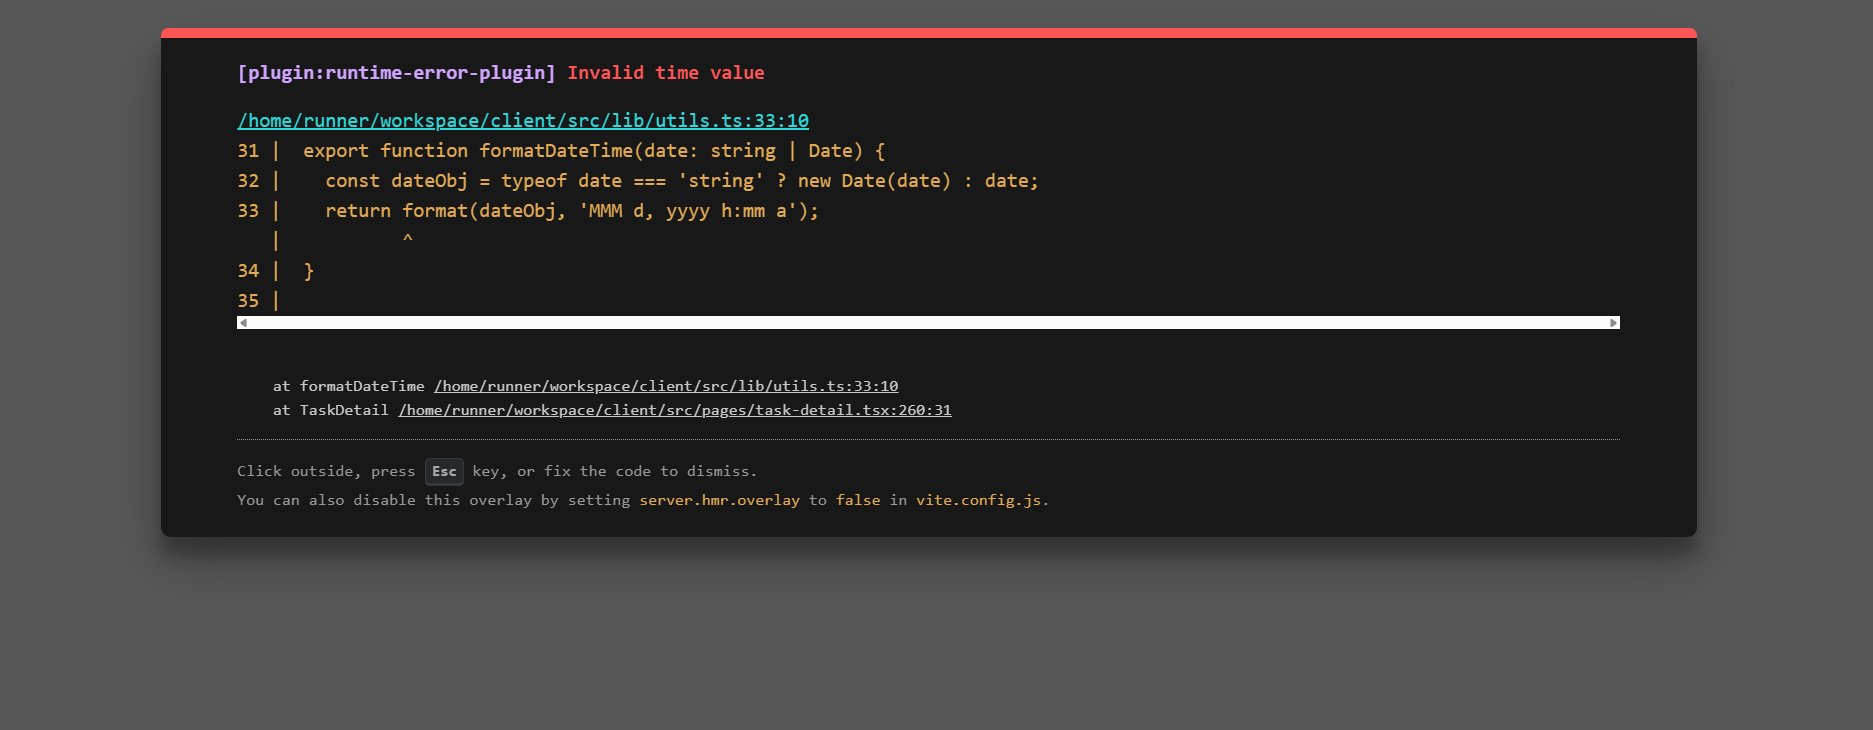 [plugin:runtime-error-plugin] Invalid time value
/home/runner/workspace/client/src/lib/utils.ts:33:10
31 |  export function formatDateTime(date: string | Date) {
32 |    const dateObj = typeof date === 'string' ? new Date(date) : date;
33 |    return format(dateObj, 'MMM d, yyyy h:mm a');
   |           ^
34 |  }
35 |
at formatDateTime /home/runner/workspace/client/src/lib/utils.ts:33:10
at TaskDetail /home/runner/workspace/client/src/pages/task-detail.tsx:260:31
Click outside, press Esc key, or fix the code to dismiss.
You can also disable this overlay by setting server.hmr.overlay to false in vite.config.js.